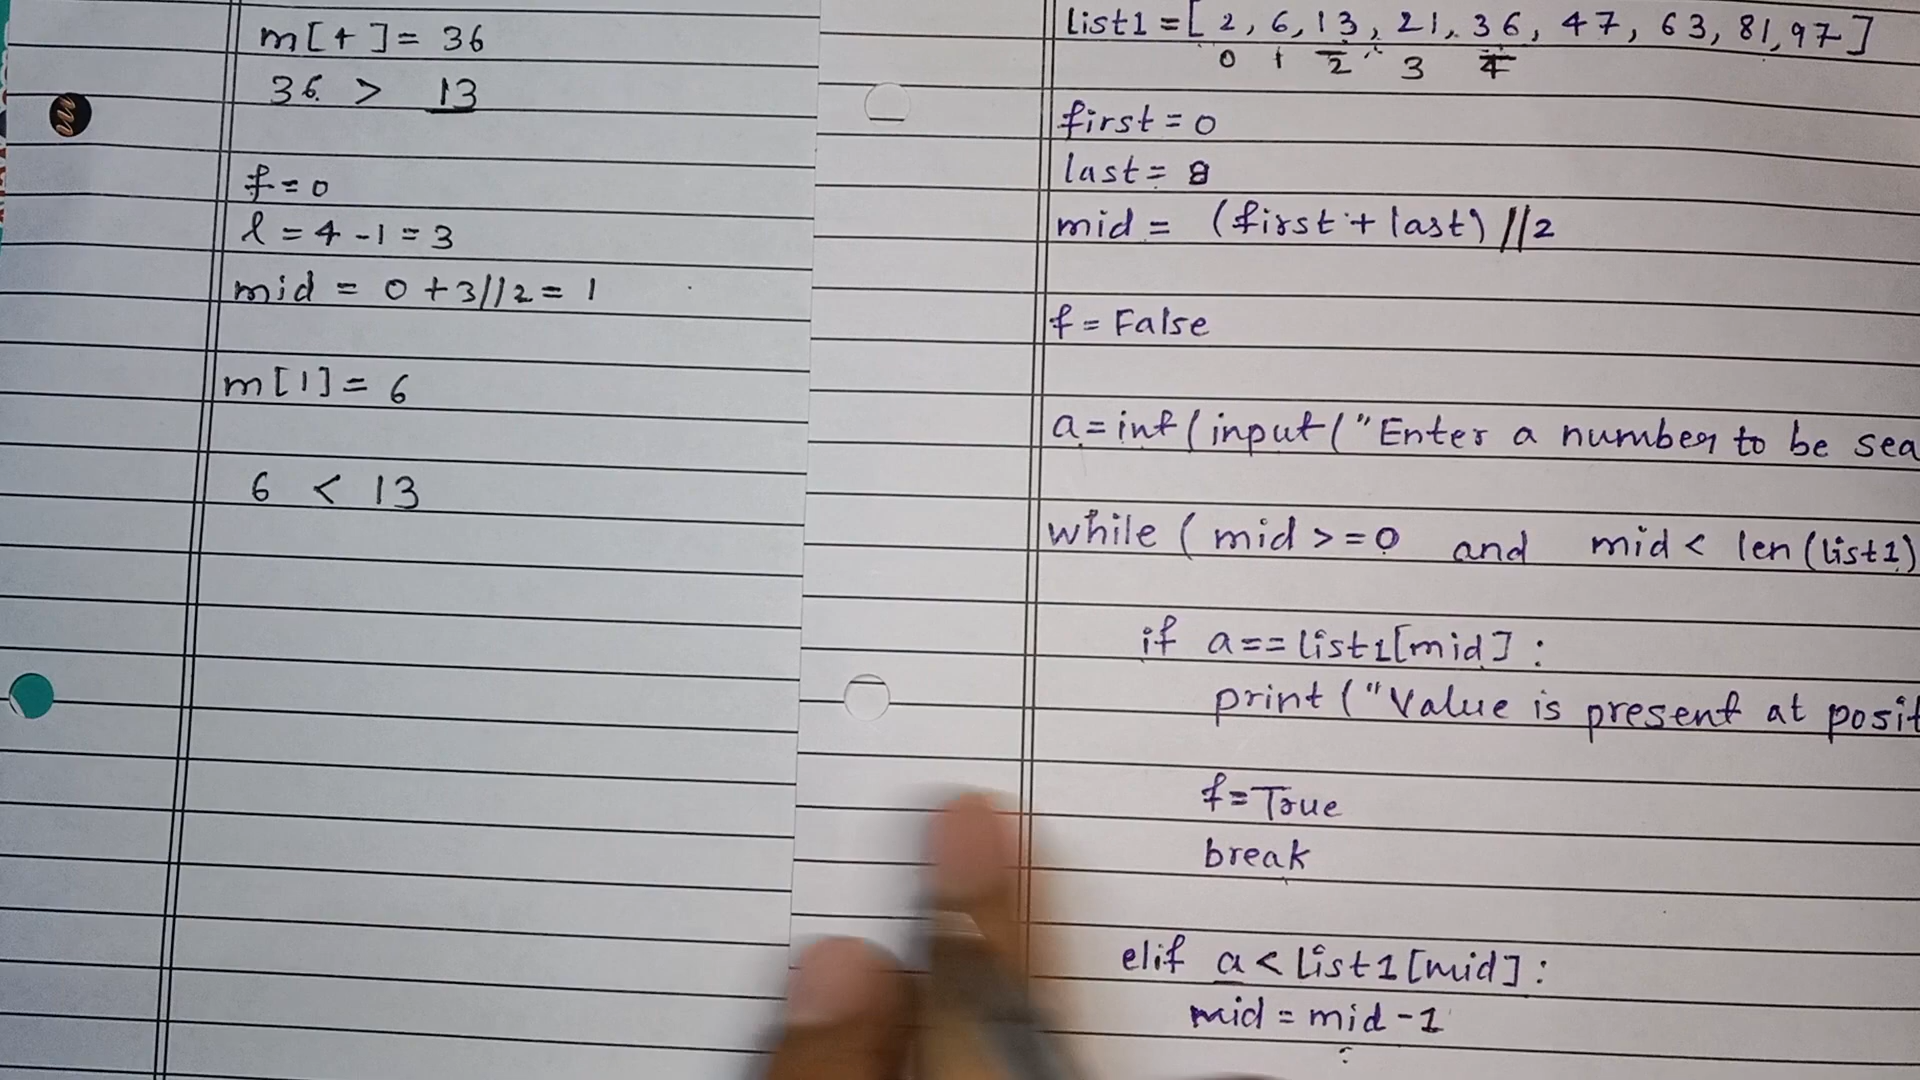 m[4]= 36
36 > 13
f=0
l = 4-1=3
mid = 0+3//2= 1
m[1]= 6
6 < 13
list1=[2, 6, 13, 21, 36, 47, 63, 81, 97]
0 1 2 3 4
first=0
last= 8
mid= (first+last)//2
f=False
a=int(input("Enter a number to be sea
while (mid>=0 and mid< len(list1)
if a==list1[mid]:
print("Value is present at posit
f=True
break
elif a<list1[mid]:
mid=mid-1